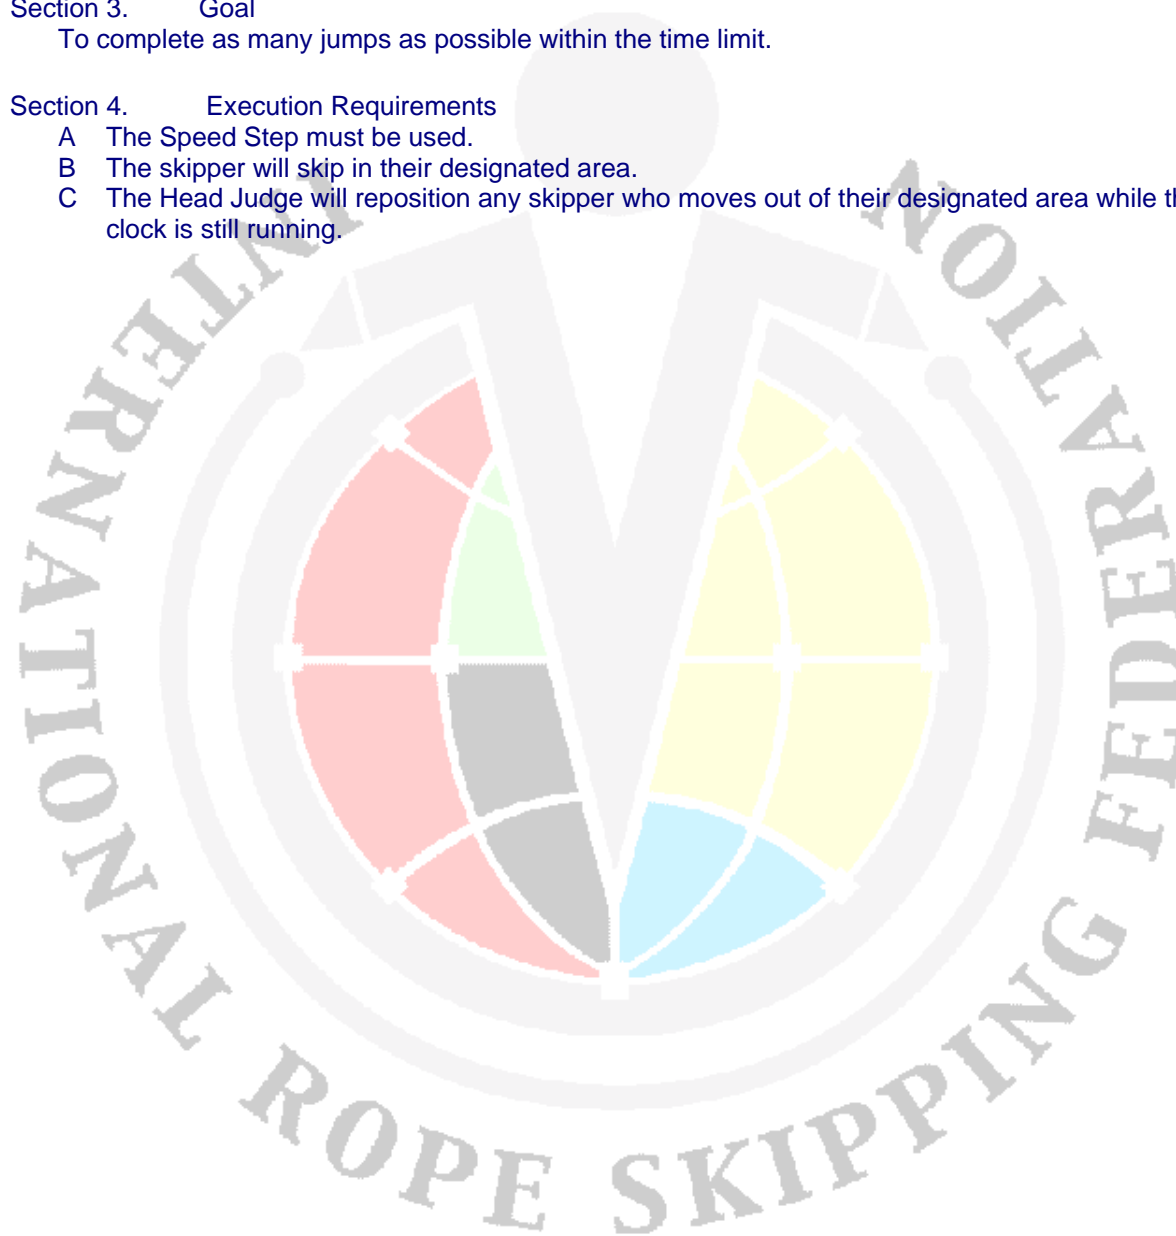 Section 3. Goal
To complete as many jumps as possible within the time limit.
Section 4. Execution Requirements
A The Speed Step must be used.
B The skipper will skip in their designated area.
C The Head Judge will reposition any skipper who moves out of their designated area while
clock is still running.
INTERNATIONAL ROPE SKIPPING FEDERATION